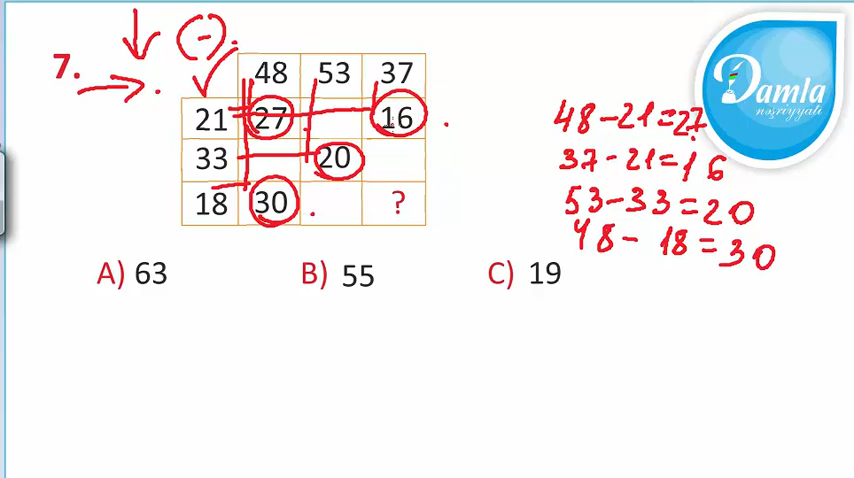 7. (-).
48 53 37
21 27 16
33 20
18 30 ?
48-21=27
37-21=16
53-33=20
48-18=30
Damla
nəşriyyatı
A) 63 B) 55 C) 19